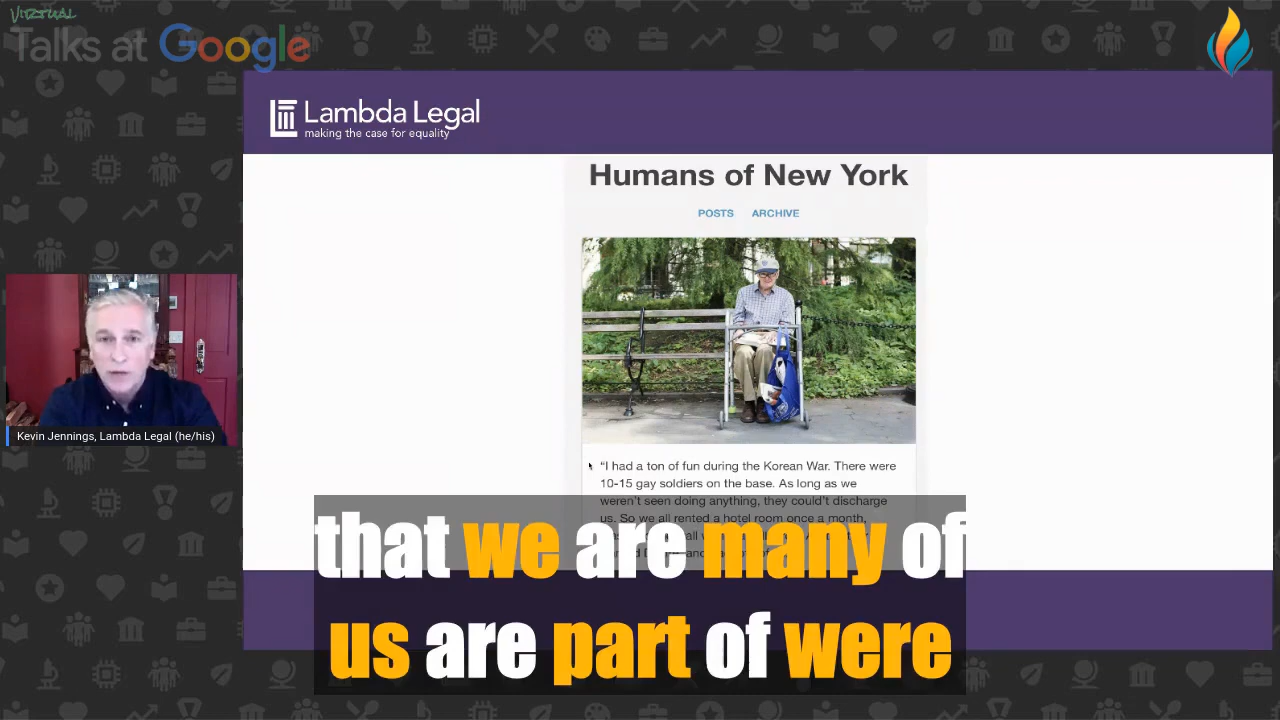 VIIZTUAL
Talks at Google
Lambda Legal
making the case for equality
Humans of New York
POSTS ARCHIVE
Kevin Jennings, Lambda Legal (he/his)
“I had a ton of fun during the Korean War. There were
10-15 gay soldiers on the base. As long as we
weren’t seen doing anything, they could’t discharge
us. So we all rented a hotel room once a month,
that we are many of
us are part of were